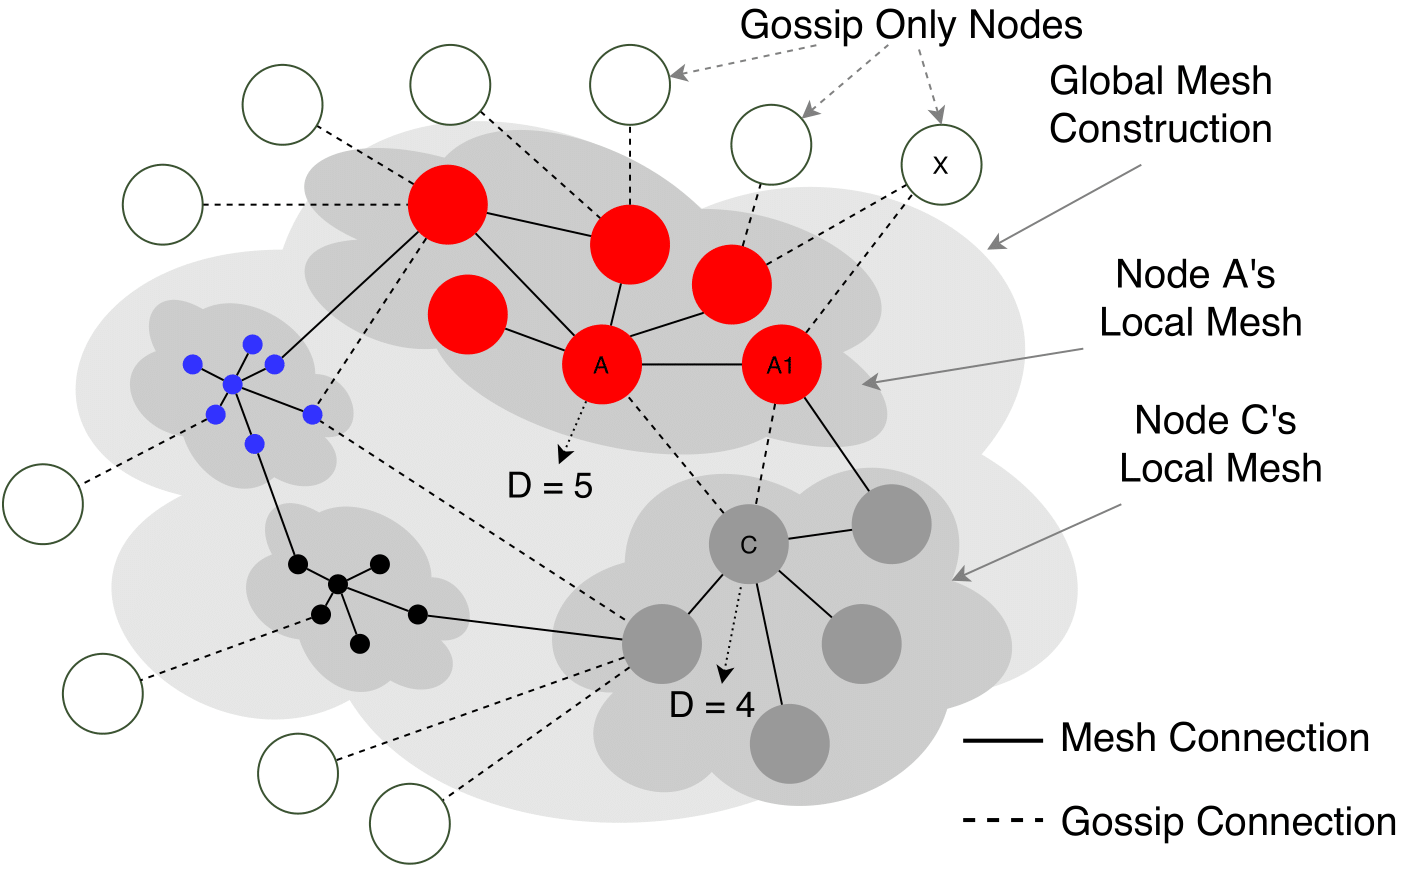 Gossip Only Nodes
Global Mesh
Construction
X
Node A's
Local Mesh
A
A1
Node C's
Local Mesh
D = 5
C
D = 4
Mesh Connection
Gossip Connection